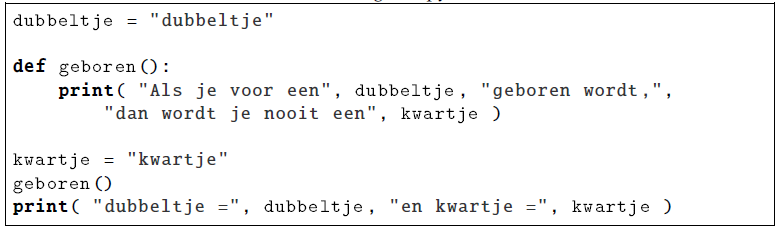 dubbeltje = "dubbeltje"
def geboren():
    print( "Als je voor een", dubbeltje, "geboren wordt,",
        "dan wordt je nooit een", kwartje )
kwartje = "kwartje"
geboren()
print( "dubbeltje =", dubbeltje, "en kwartje =", kwartje )